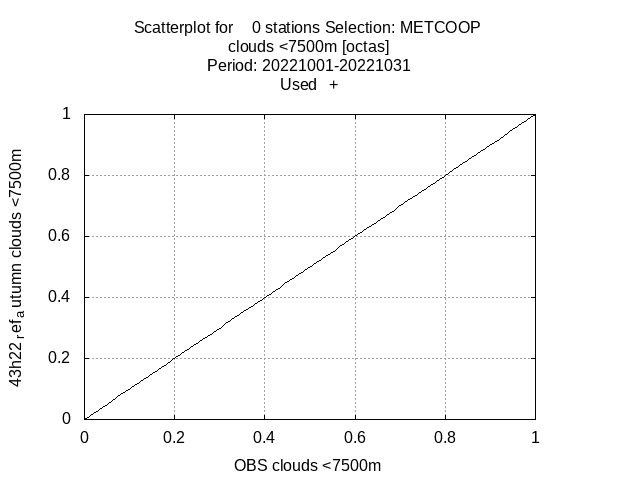 Scatterplot for 0 stations Selection: METCOOP
clouds <7500m [octas]
Period: 20221001-20221031
Used +
1
0.8
0.6
0.4
0.2
0
43h22refautumn clouds <7500m
0 0.2 0.4 0.6 0.8 1
OBS clouds <7500m